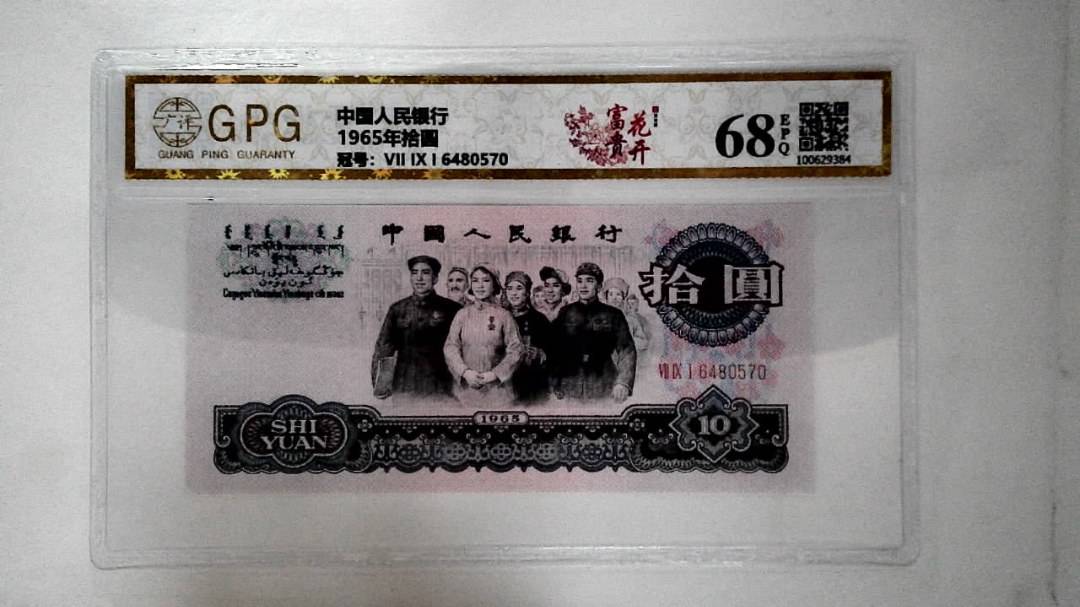 GPG
GUANG PING GUARANTY
中國人民银行
1965年拾圓
冠号: VII IX I 6480570
富贵
花开
68
EPQ
100629384
中國人民銀行
拾圓
VII IX I 6480570
1965
SHI
YUAN
10